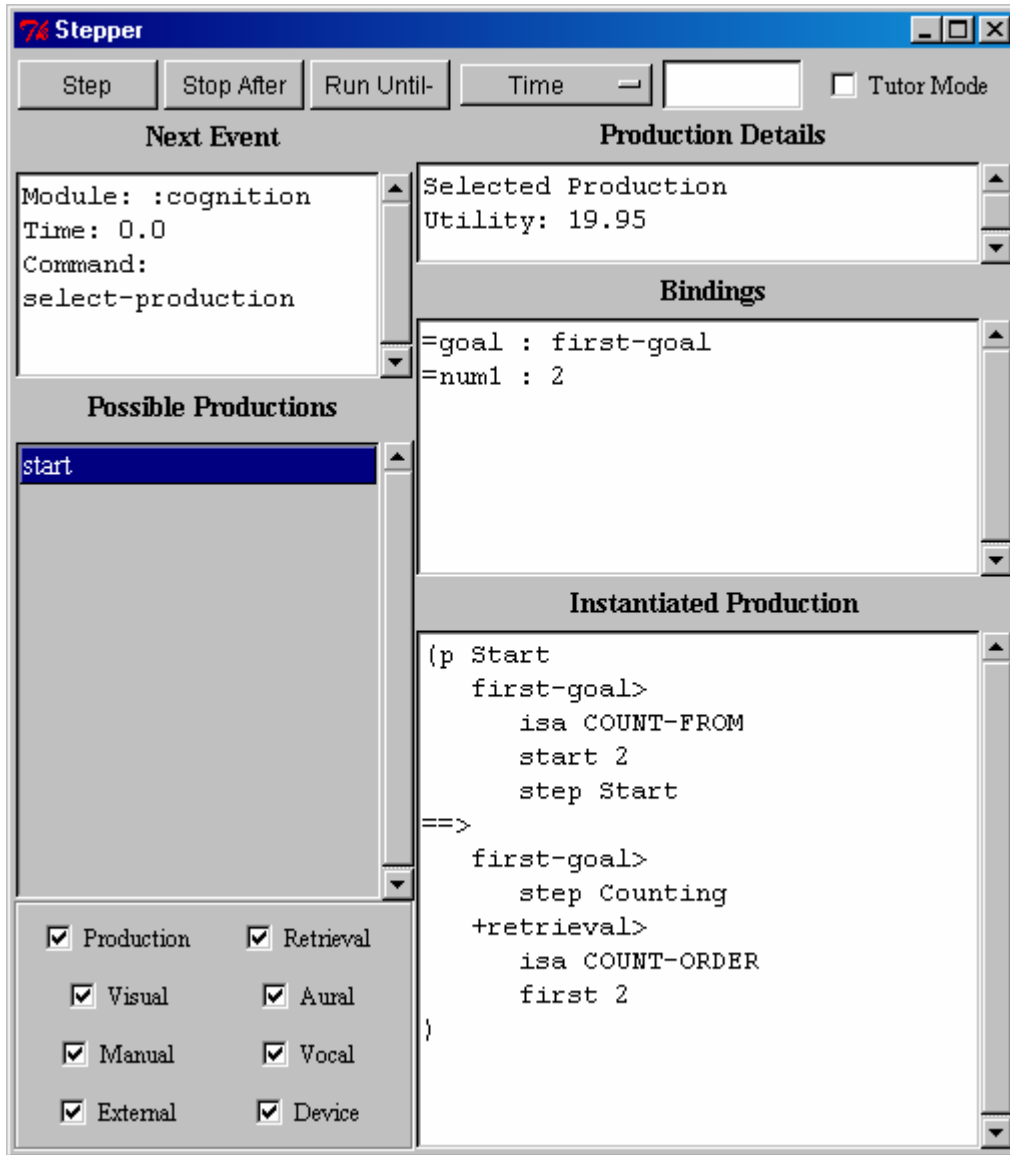 Stepper
Step Stop After Run Until- Time Tutor Mode
Next Event
Module: :cognition
Time: 0.0
Command:
select-production
Possible Productions
start
Production Retrieval
Visual Aural
Manual Vocal
External Device
Production Details
Selected Production
Utility: 19.95
Bindings
=goal : first-goal
=num1 : 2
Instantiated Production
(p Start
   first-goal>
      isa COUNT-FROM
      start 2
      step Start
==>
   first-goal>
      step Counting
   +retrieval>
      isa COUNT-ORDER
      first 2
)